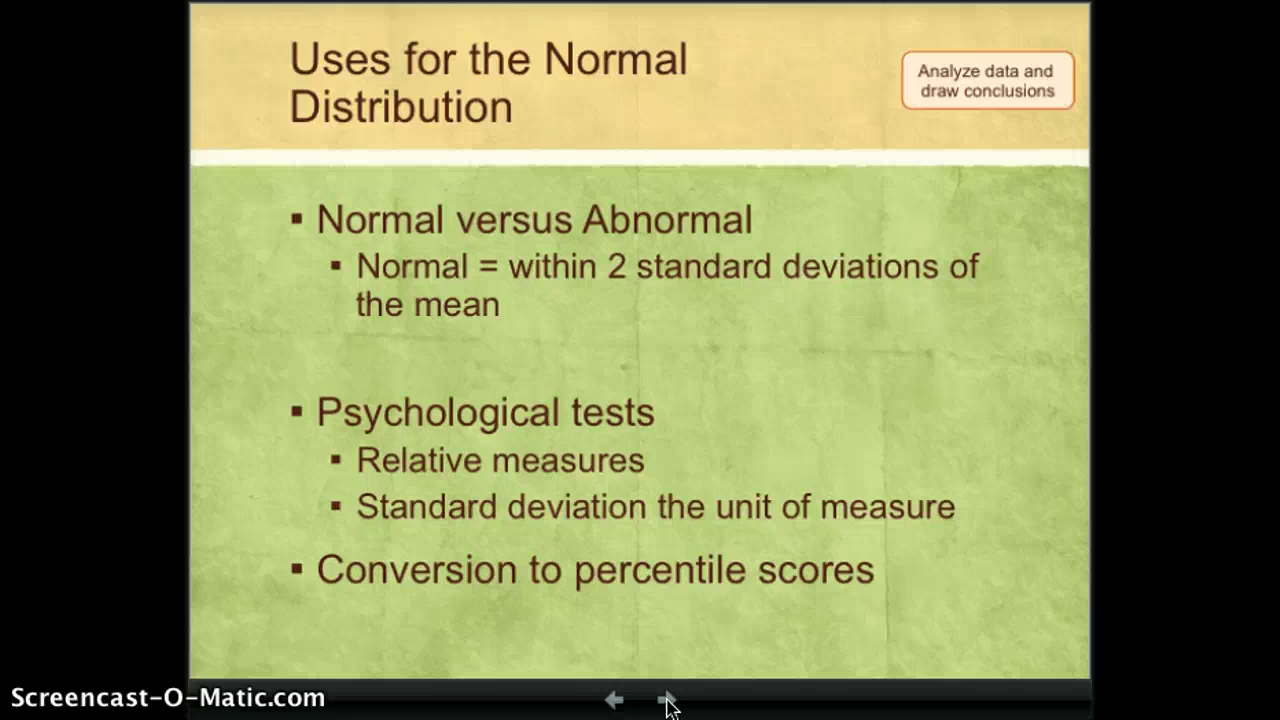 Uses for the Normal
Distribution
Analyze data and
draw conclusions
▪ Normal versus Abnormal
▪ Normal = within 2 standard deviations of
the mean
▪ Psychological tests
▪ Relative measures
▪ Standard deviation the unit of measure
▪ Conversion to percentile scores
Screencast-O-Matic.com